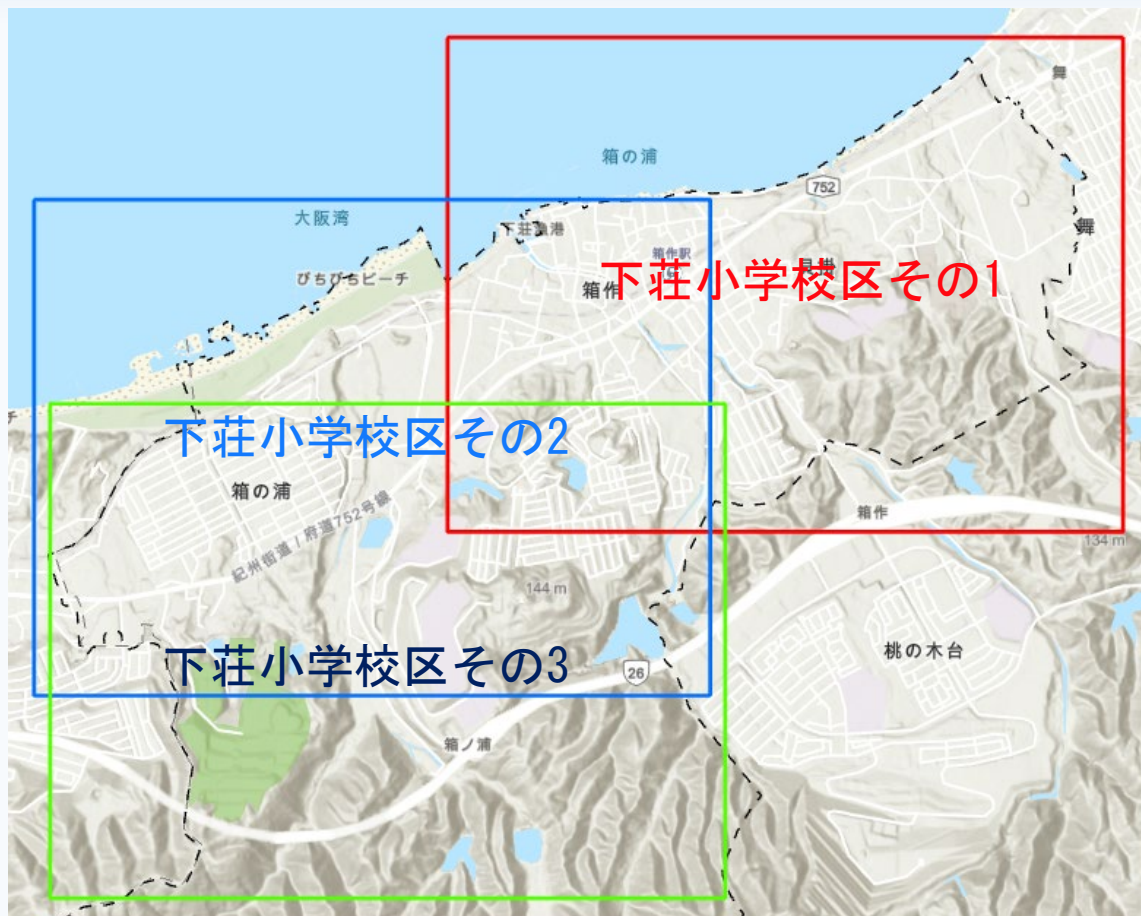 舞
箱の浦
752
大阪湾
舞
下荘漁港
箱作駅
下荘小学校区その1
ぴちぴちビーチ
箱作
下荘小学校区その2
箱の浦
箱作
紀州街道 / 府道752号線
134 m
144 m
桃の木台
下荘小学校区その3
26
箱ノ浦